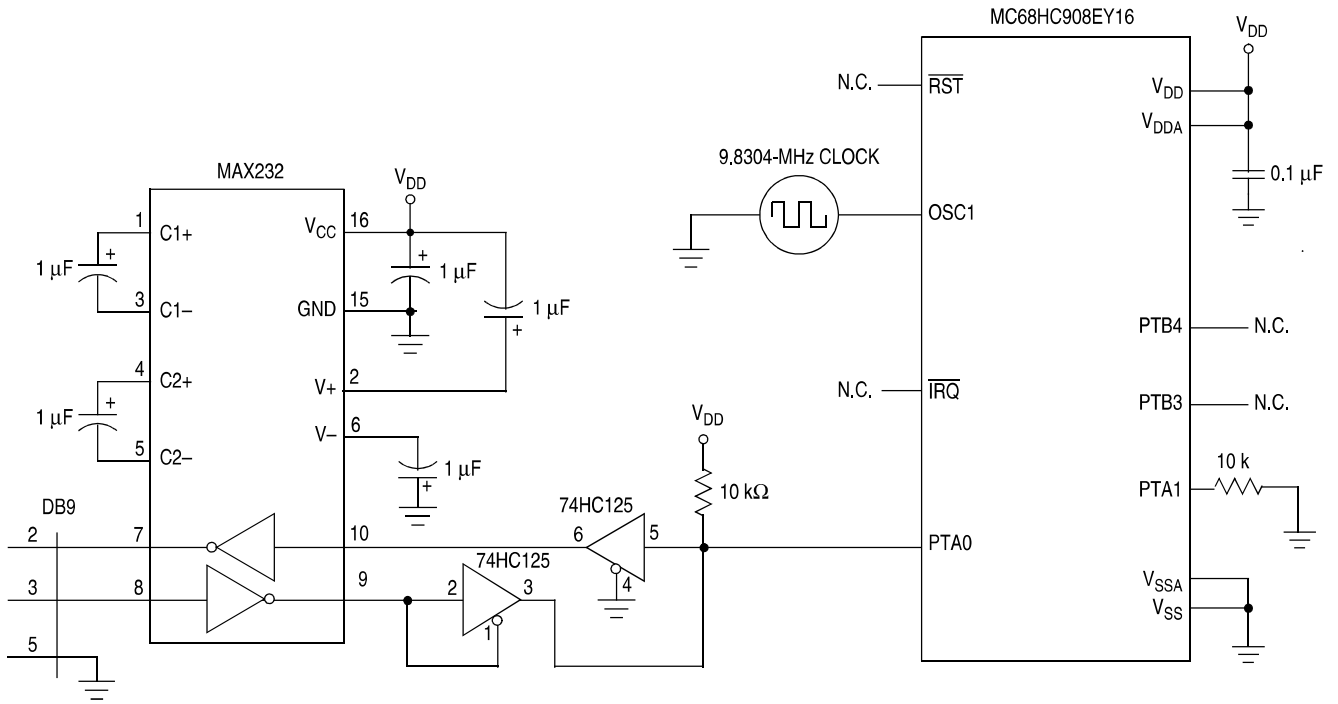 MC68HC908EY16
VDD
N.C.
RST
VDD
VDDA
9.8304-MHz CLOCK
0.1 µF
MAX232
VDD
OSC1
1
C1+
VCC
16
+
1 µF
+
1 µF
3
C1–
GND
15
1 µF
+
PTB4
N.C.
4
C2+
V+
2
N.C.
IRQ
PTB3
N.C.
+
1 µF
VDD
V–
6
5
C2–
1 µF
+
10 k
PTA1
10 kΩ
DB9
74HC125
2
7
10
6
5
PTA0
74HC125
4
3
8
9
2
3
VSSA
1
VSS
5